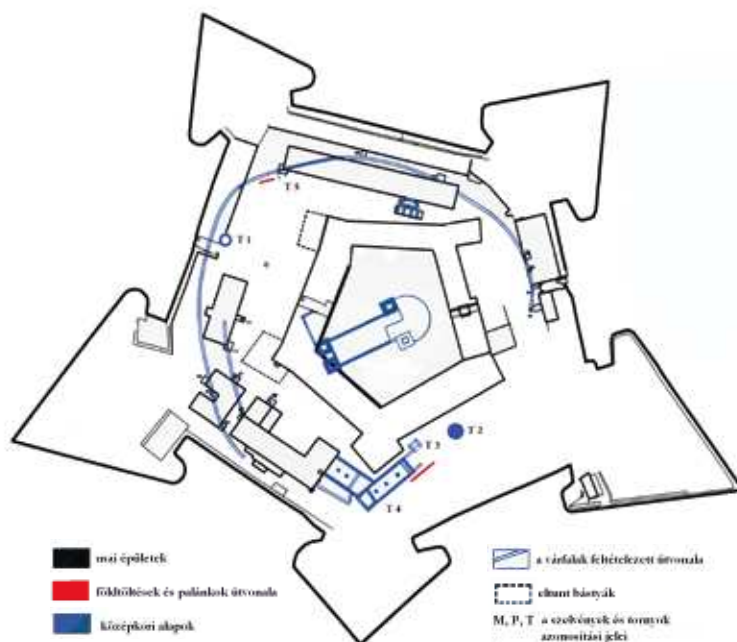 T 5
T 1
T 2
T 3
T 4
mai épületek
földtöltések és palánkok útvonala
középkori alapok
a várfalak feltételezett útvonala
eltunt bástyák
M, P, T a szelvények és tornyok
azonosítási jelei